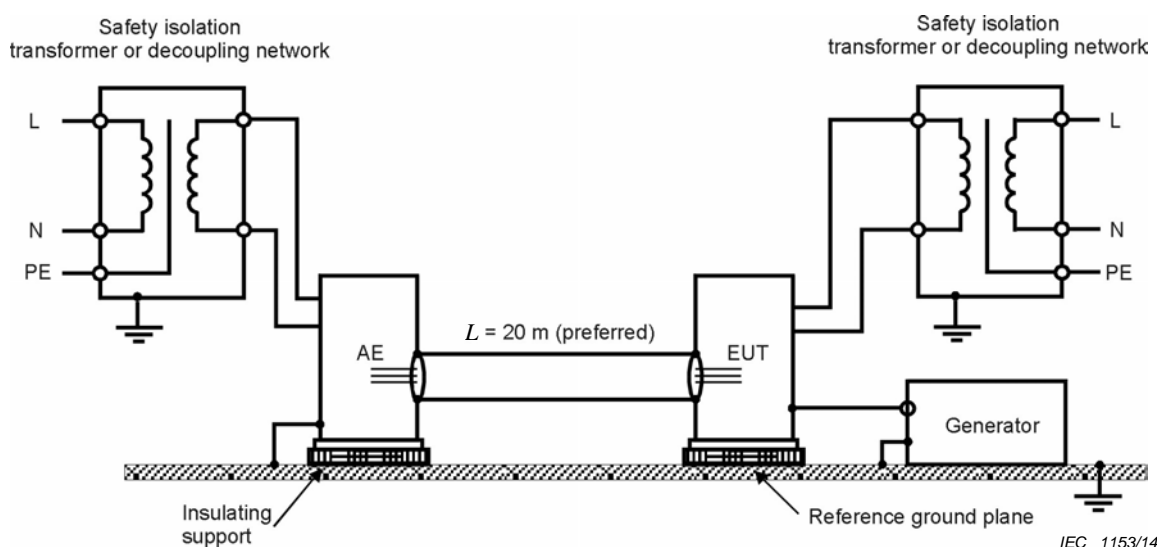 Safety isolation
transformer or decoupling network
Safety isolation
transformer or decoupling network
L
N
PE
L
N
PE
L = 20 m (preferred)
AE
EUT
Generator
Insulating
support
Reference ground plane
IEC 1153/14